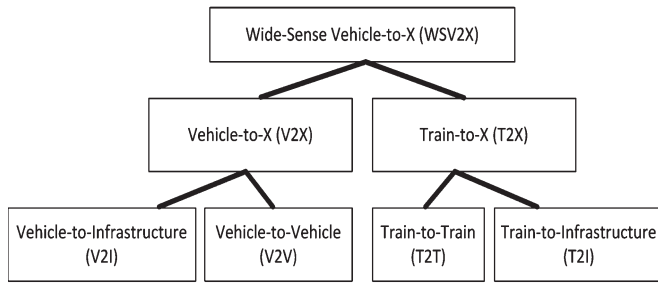 Wide-Sense Vehicle-to-X (WSV2X)
Vehicle-to-X (V2X)
Train-to-X (T2X)
Vehicle-to-Infrastructure
(V2I)
Vehicle-to-Vehicle
(V2V)
Train-to-Train
(T2T)
Train-to-Infrastructure
(T2I)